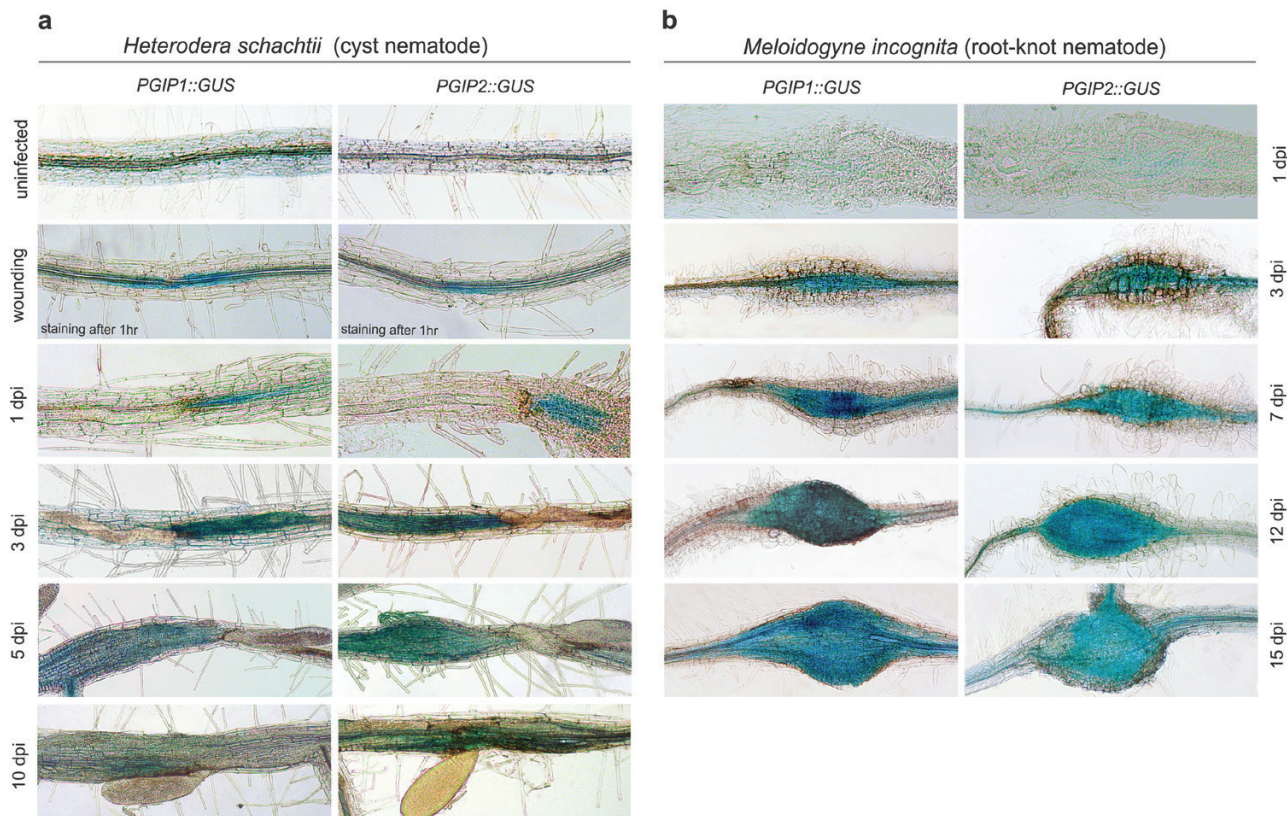 a
Heterodera schachtii (cyst nematode)
PGIP1::GUS
PGIP2::GUS
uninfected
wounding
staining after 1hr
staining after 1hr
1 dpi
3 dpi
5 dpi
10 dpi
b
Meloidogyne incognita (root-knot nematode)
PGIP1::GUS
PGIP2::GUS
1 dpi
3 dpi
7 dpi
12 dpi
15 dpi